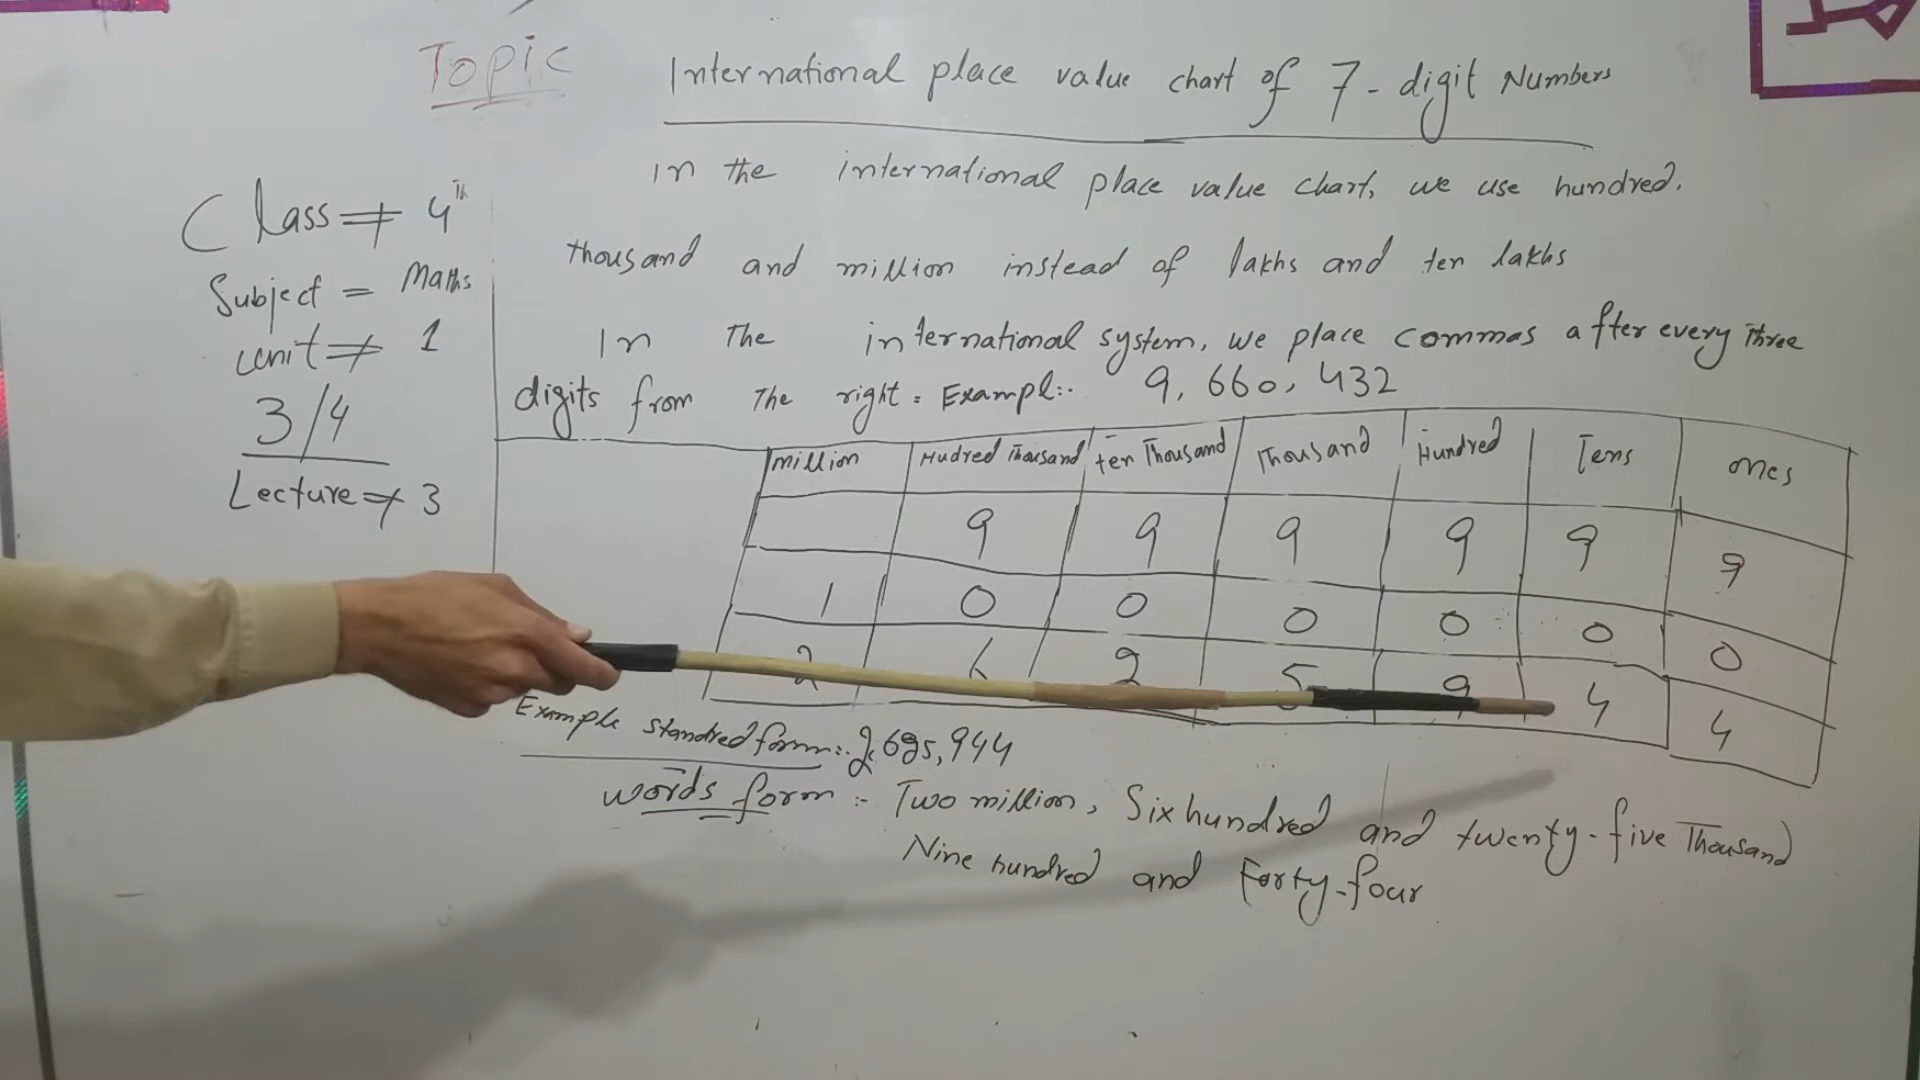 Topic
International place value chart of 7-digit Numbers
in the international place value chart, we use hundred.
thousand and million instead of lakhs and ten lakhs
In The international system, we place commas after every Three
digits from The right. Exampl:. 9,660,432
Class ⇒ 4th
Subject = Maths
Unit ⇒ 1
3/4
Lecture ⇒ 3
million Hudred Thousand ten Thousand Thousand Hundred Tens ones
9 9 9 9 9 9
1 0 0 0 0 0 0
2 6 2 5 9 4 4
Example standred form:. 2,625,944
words form :- Two million, Six hundred and twenty-five Thousand
Nine hundred and Forty-four